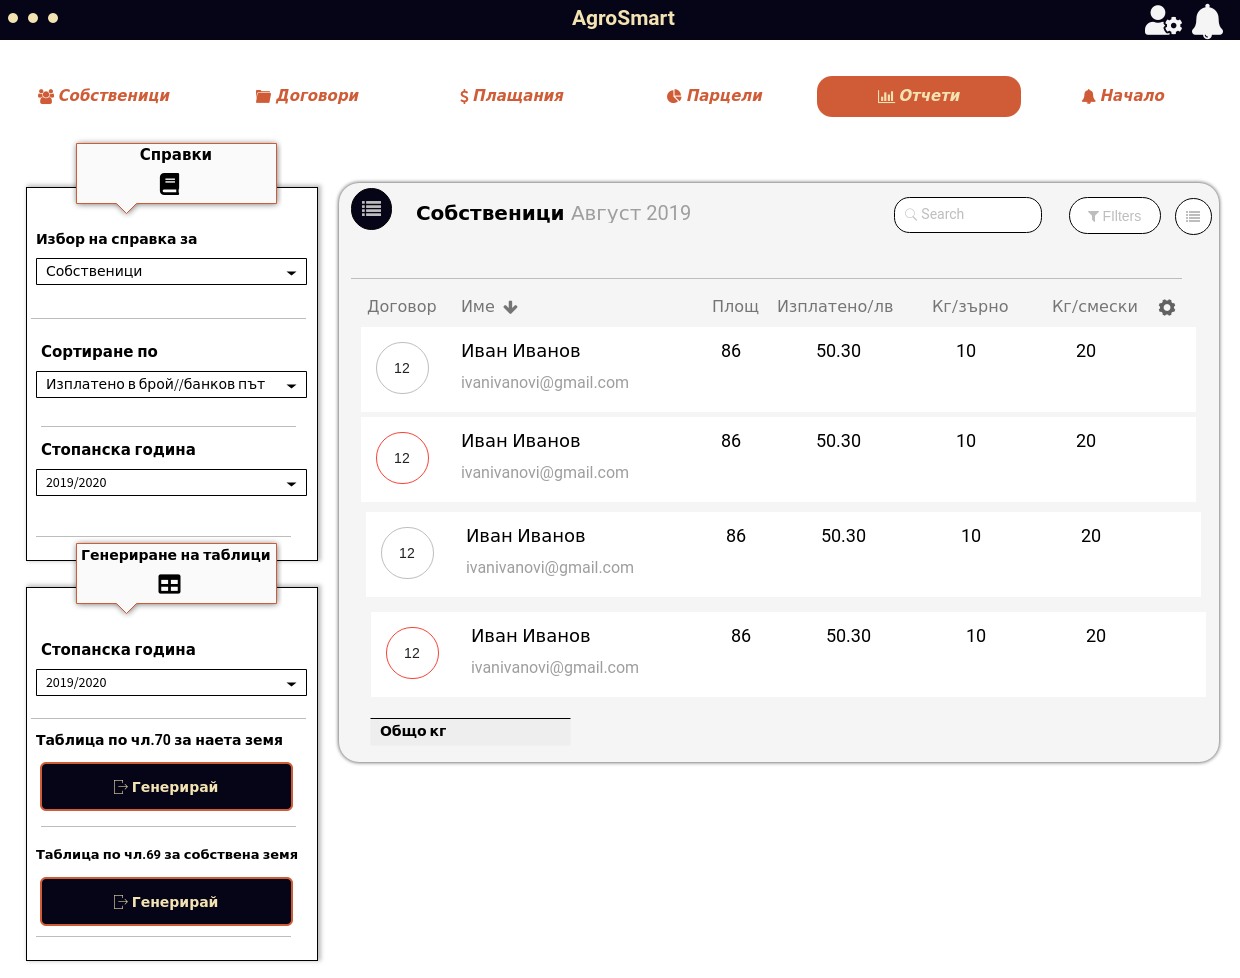 AgroSmart
Собственици
Договори
Плащания
Парцели
Отчети
Начало
Справки
Избор на справка за
Собственици
Сортиране по
Изплатено в брой//банков път
Стопанска година
2019/2020
Генериране на таблици
Стопанска година
2019/2020
Таблица по чл.70 за наета земя
Генерирай
Таблица по чл.69 за собствена земя
Генерирай
Собственици Август 2019
Search
FIlters
Договор Име Площ Изплатено/лв Кг/зърно Кг/смески
12 Иван Иванов 86 50.30 10 20
ivanivanovi@gmail.com
12 Иван Иванов 86 50.30 10 20
ivanivanovi@gmail.com
12 Иван Иванов 86 50.30 10 20
ivanivanovi@gmail.com
12 Иван Иванов 86 50.30 10 20
ivanivanovi@gmail.com
Общо кг